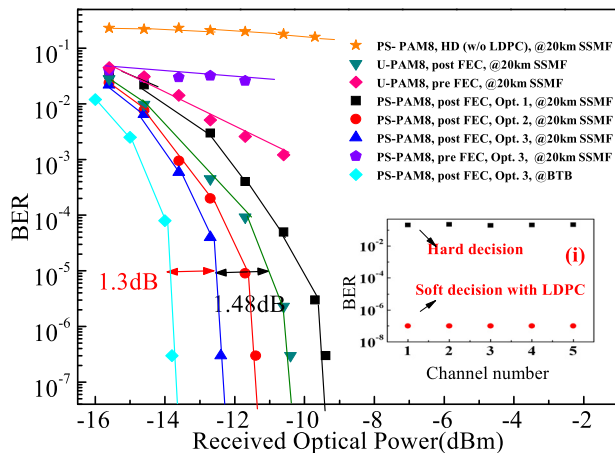 PS- PAM8, HD (w/o LDPC), @20km SSMF
U-PAM8, post FEC, @20km SSMF
U-PAM8, pre FEC, @20km SSMF
PS-PAM8, post FEC, Opt. 1, @20km SSMF
PS-PAM8, post FEC, Opt. 2, @20km SSMF
PS-PAM8, post FEC, Opt. 3, @20km SSMF
PS-PAM8, pre FEC, Opt. 3, @20km SSMF
PS-PAM8, post FEC, Opt. 3, @BTB
BER
10^-1
10^-2
10^-3
10^-4
10^-5
10^-6
10^-7
1.3dB
1.48dB
BER
10^-2
10^-4
10^-6
10^-8
(i)
Hard decision
Soft decision with LDPC
1 2 3 4 5
Channel number
-16 -14 -12 -10 -8 -6 -4 -2
Received Optical Power(dBm)